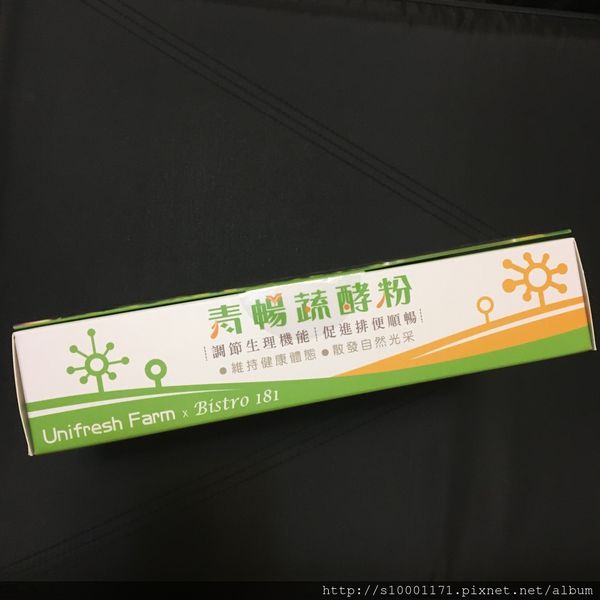 青暢蔬酵粉
調節生理機能 促進排便順暢
●維持健康體態 ●散發自然光采
Unifresh Farm x Bistro 181
http://s10001171.pixnet.net/album